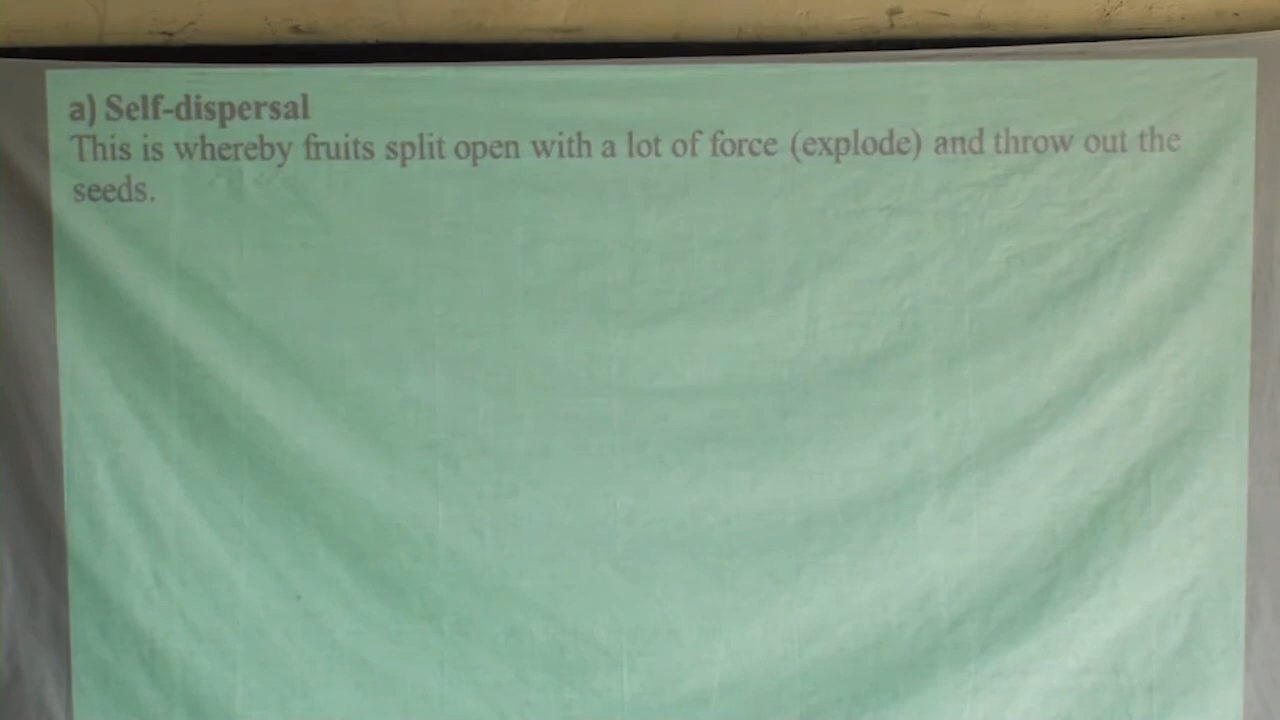 a) Self-dispersal
This is whereby fruits split open with a lot of force (explode) and throw out the
seeds.